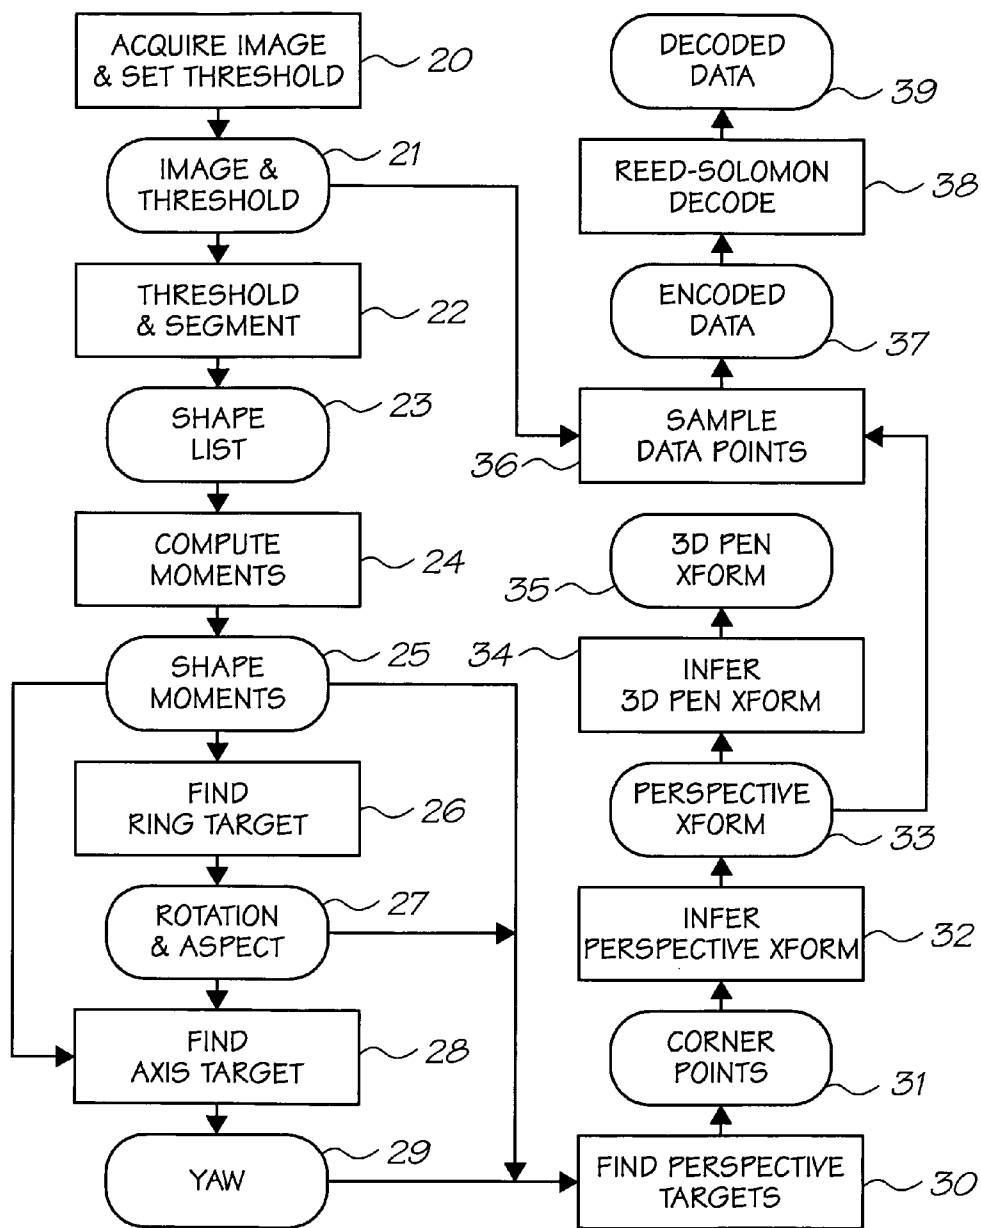 ACQUIRE IMAGE
& SET THRESHOLD
20
IMAGE &
THRESHOLD
21
THRESHOLD
& SEGMENT
22
SHAPE
LIST
23
COMPUTE
MOMENTS
24
SHAPE
MOMENTS
25
FIND
RING TARGET
26
ROTATION
& ASPECT
27
FIND
AXIS TARGET
28
YAW
29
FIND PERSPECTIVE
TARGETS
30
CORNER
POINTS
31
INFER
PERSPECTIVE XFORM
32
PERSPECTIVE
XFORM
33
INFER
3D PEN XFORM
34
3D PEN
XFORM
35
SAMPLE
DATA POINTS
36
ENCODED
DATA
37
REED-SOLOMON
DECODE
38
DECODED
DATA
39